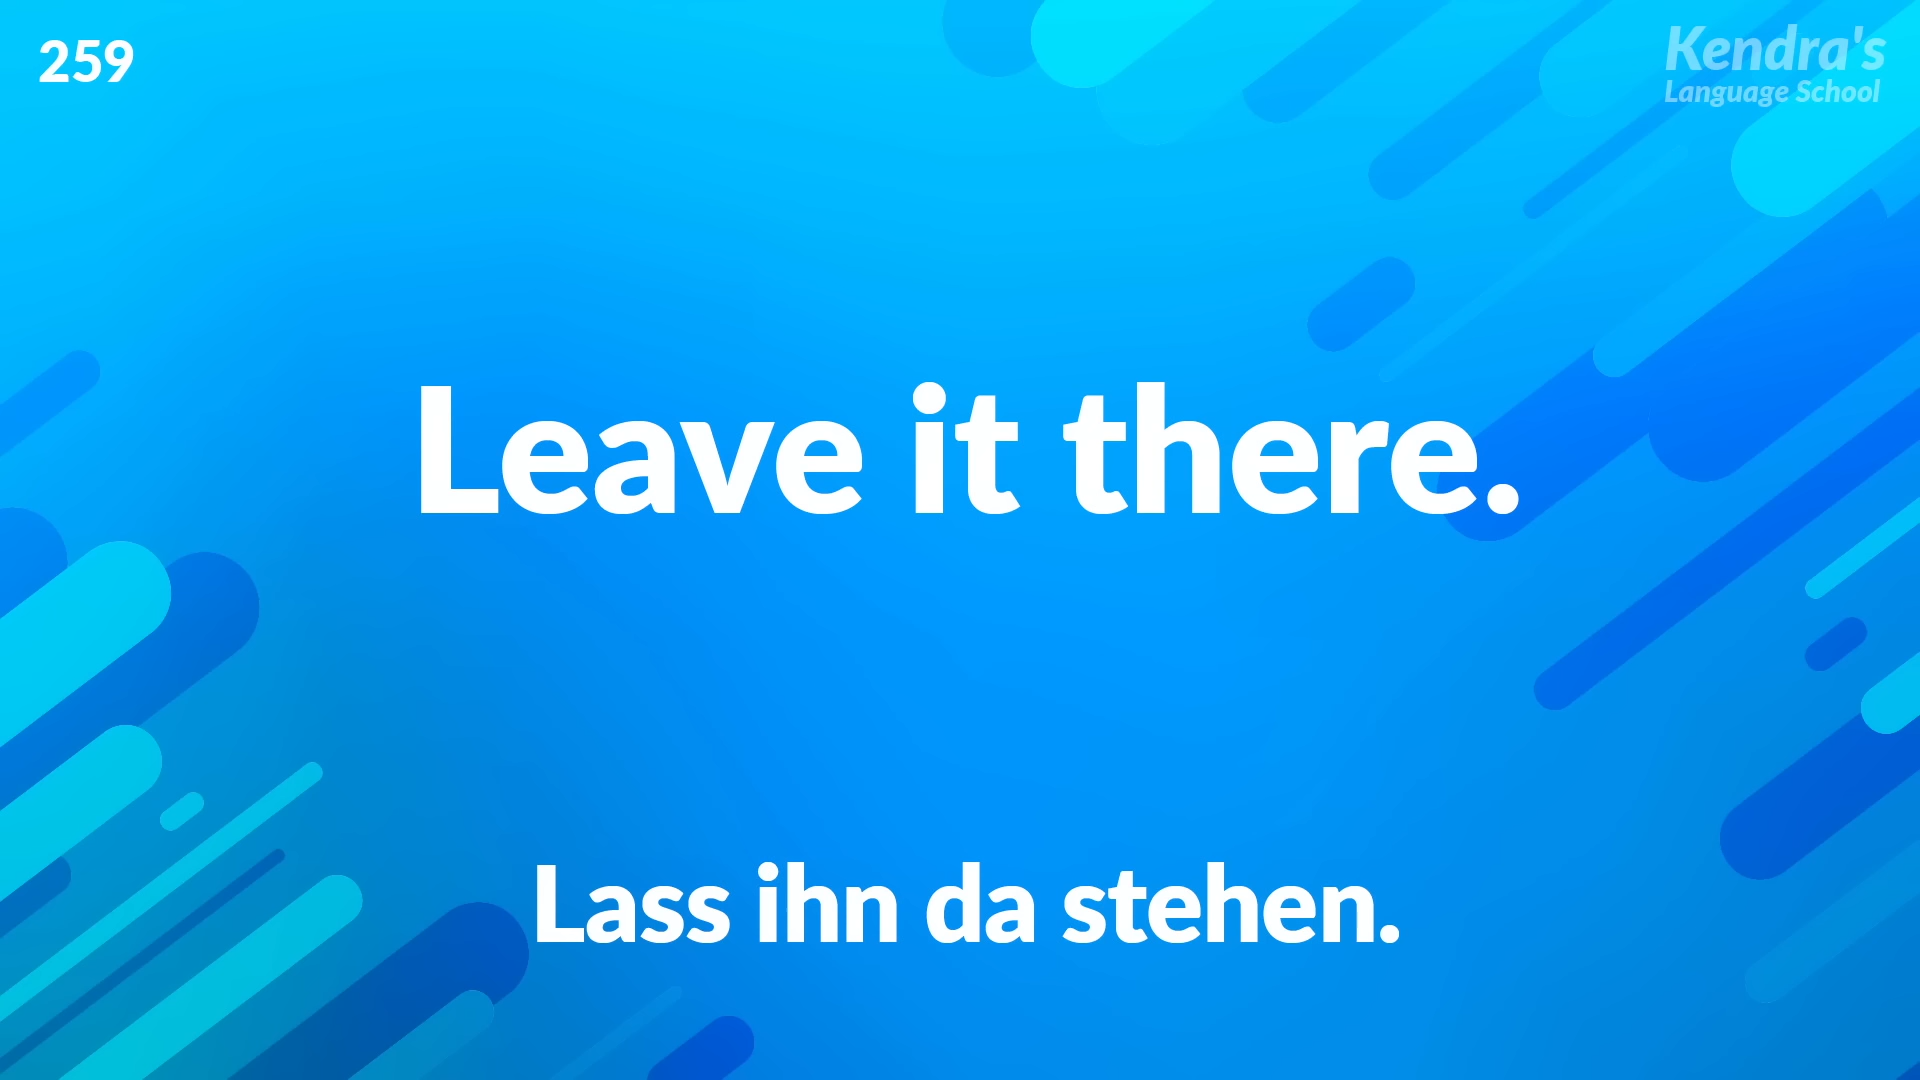 259
Kendra's
Language School
Leave it there.
Lass ihn da stehen.